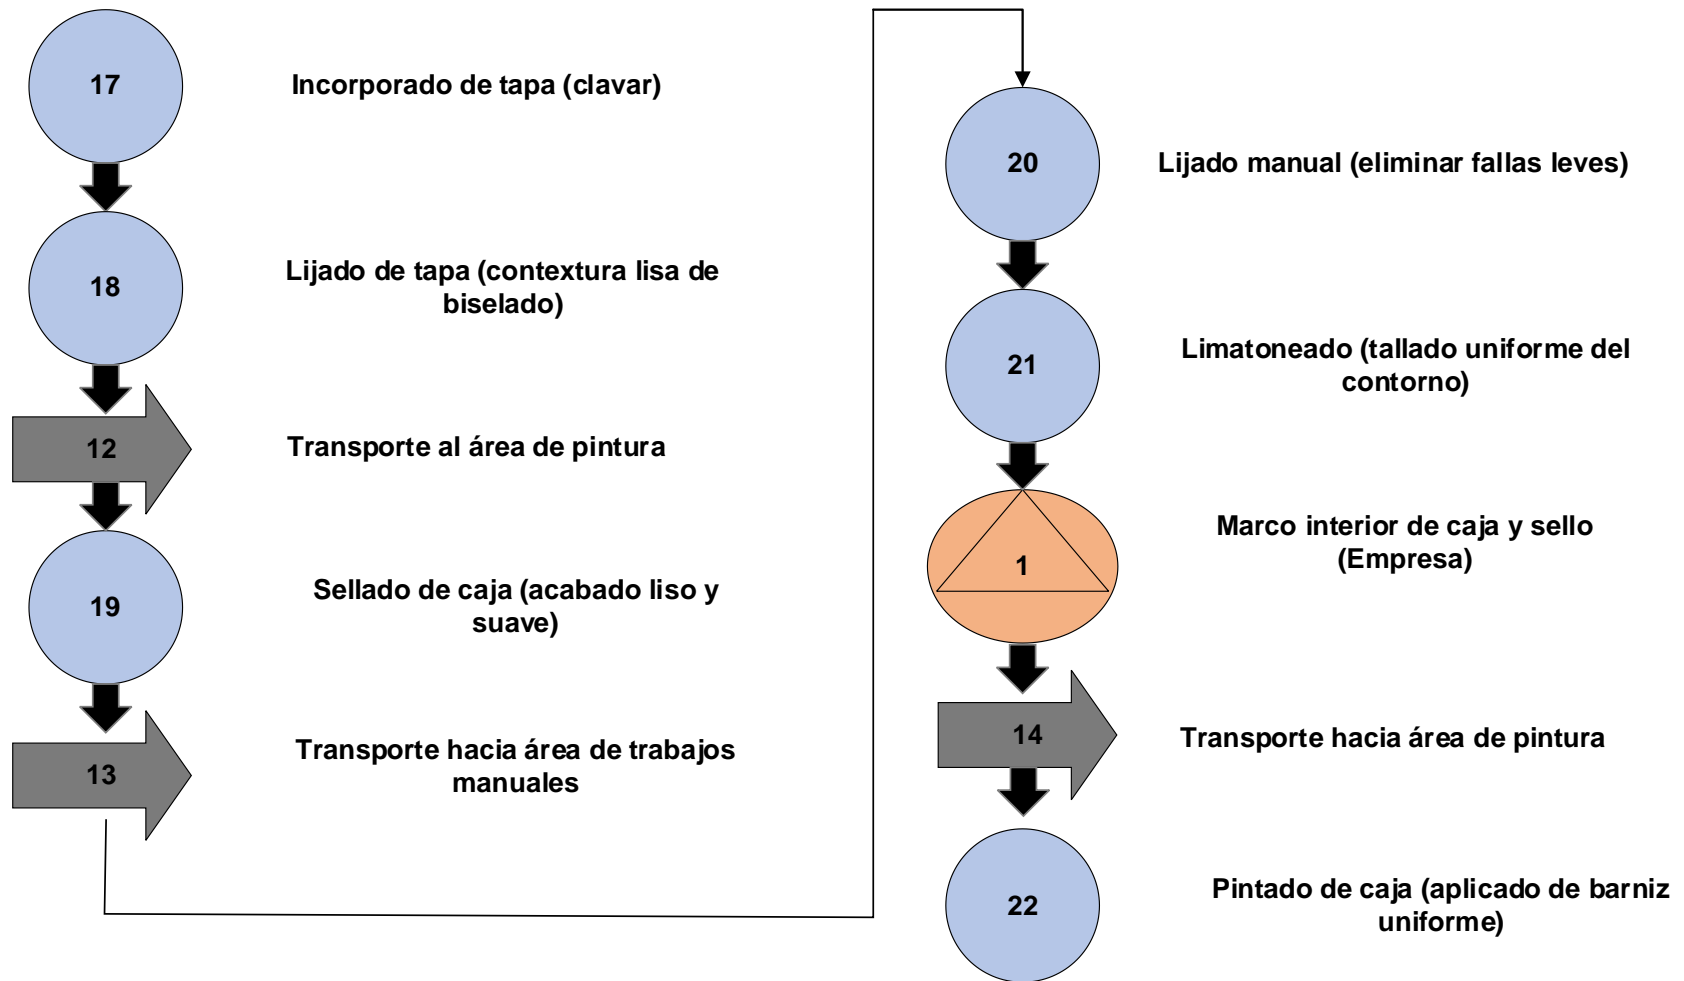 17
Incorporado de tapa (clavar)
18
Lijado de tapa (contextura lisa de
biselado)
12
Transporte al área de pintura
19
Sellado de caja (acabado liso y
suave)
13
Transporte hacia área de trabajos
manuales
20
Lijado manual (eliminar fallas leves)
21
Limatoneado (tallado uniforme del
contorno)
1
Marco interior de caja y sello
(Empresa)
14
Transporte hacia área de pintura
22
Pintado de caja (aplicado de barniz
uniforme)